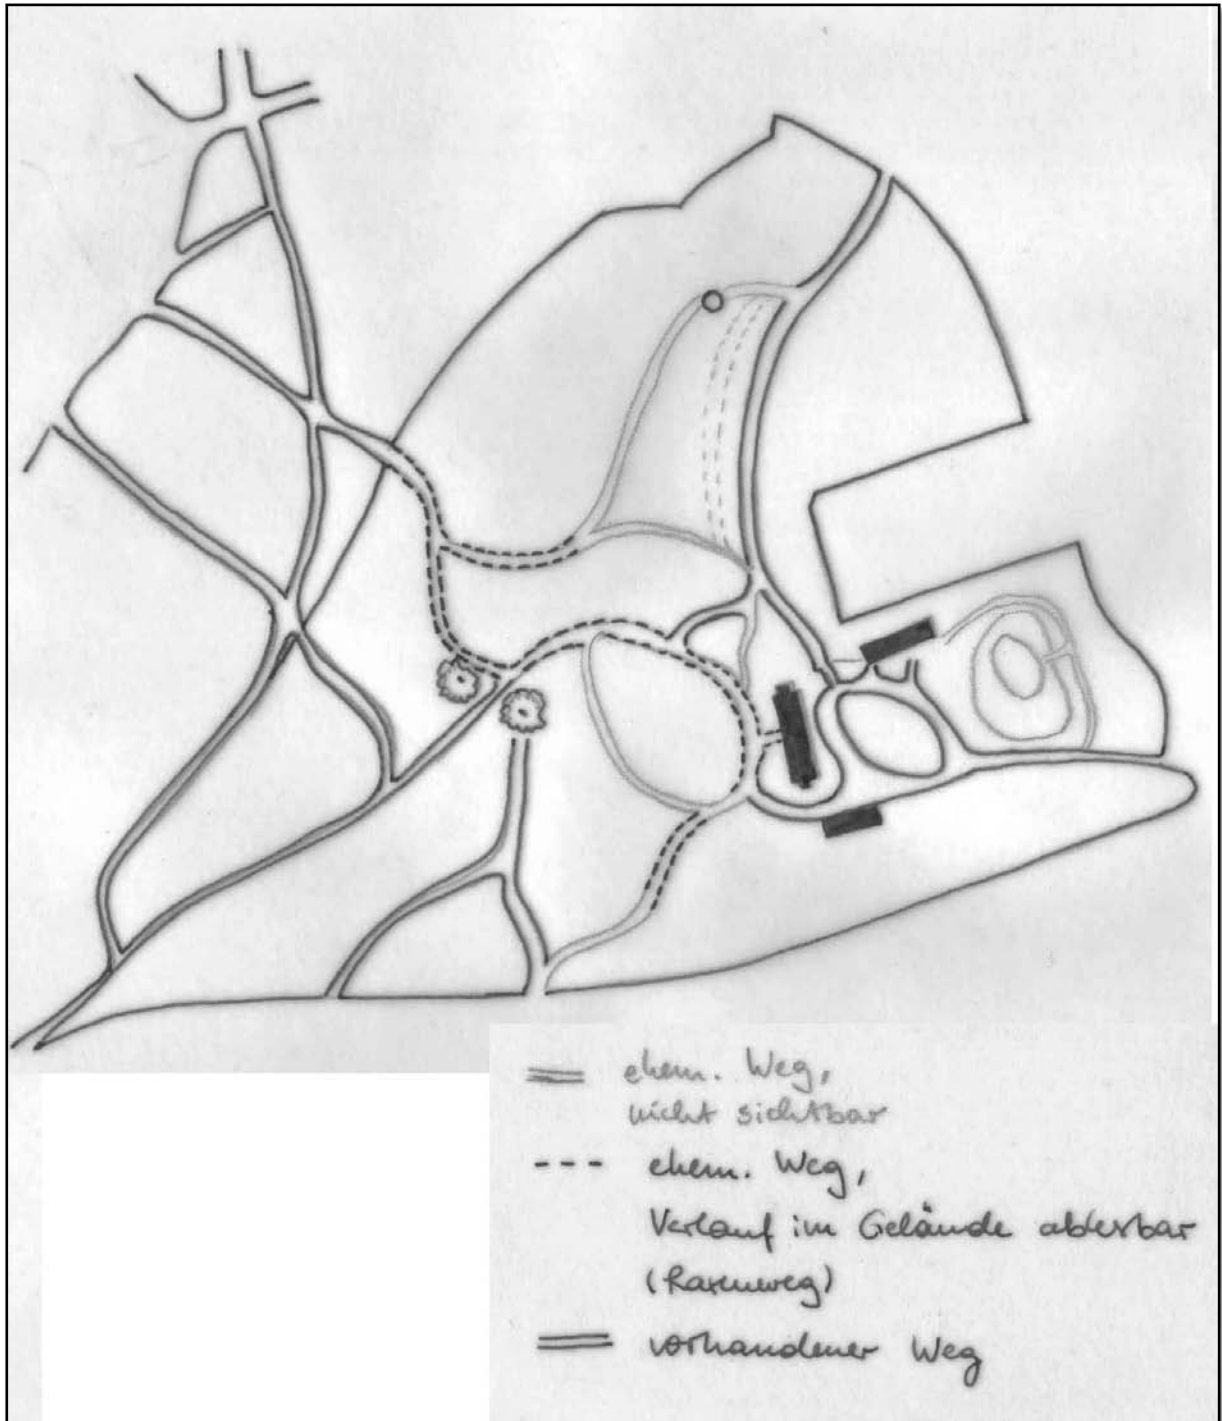 ehem. Weg,
nicht sichtbar
ehem. Weg,
Verlauf im Gelände ablesbar
(Rasenweg)
vorhandener Weg